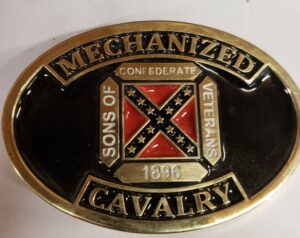 MECHANIZED
CONFEDERATE
SONS OF
VETERANS
1896
CAVALRY